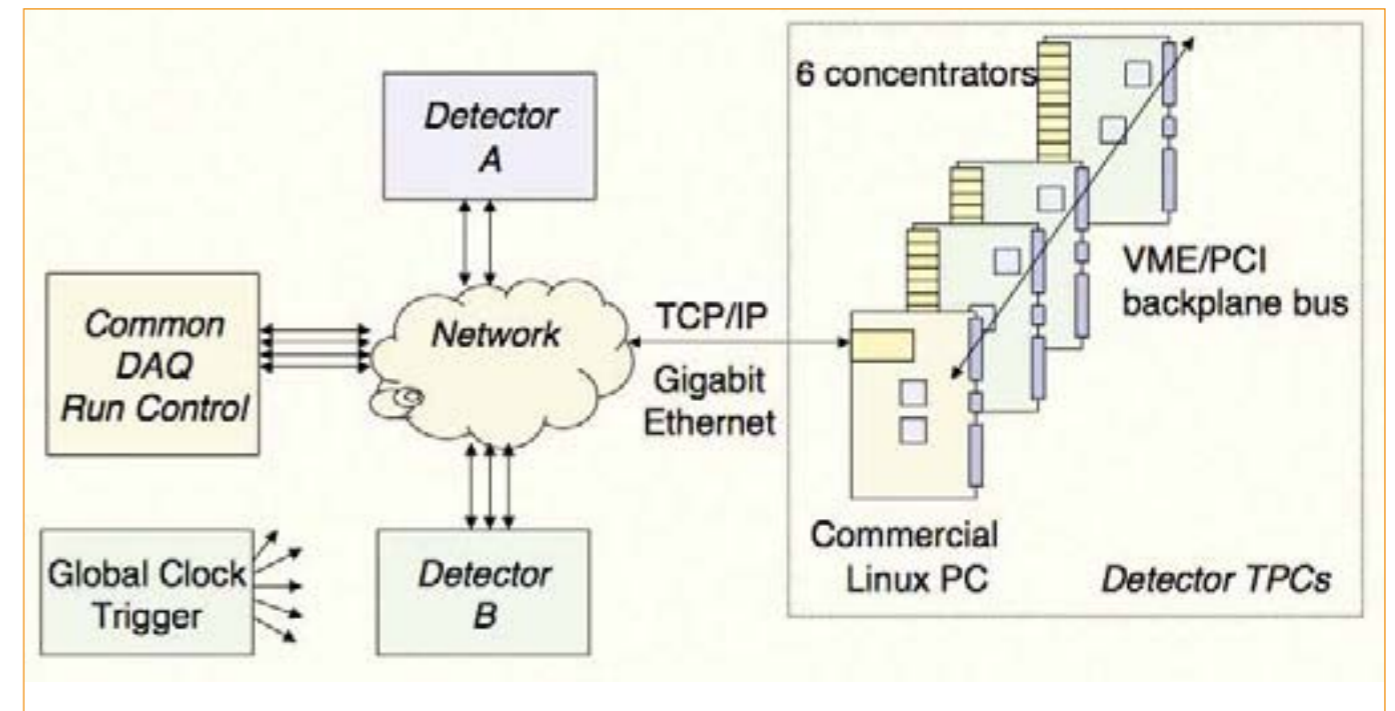 6 concentrators
Detector
A
VME/PCI
backplane bus
Common
DAQ
Run Control
Network
TCP/IP
Gigabit
Ethernet
Commercial
Linux PC
Detector TPCs
Global Clock
Trigger
Detector
B